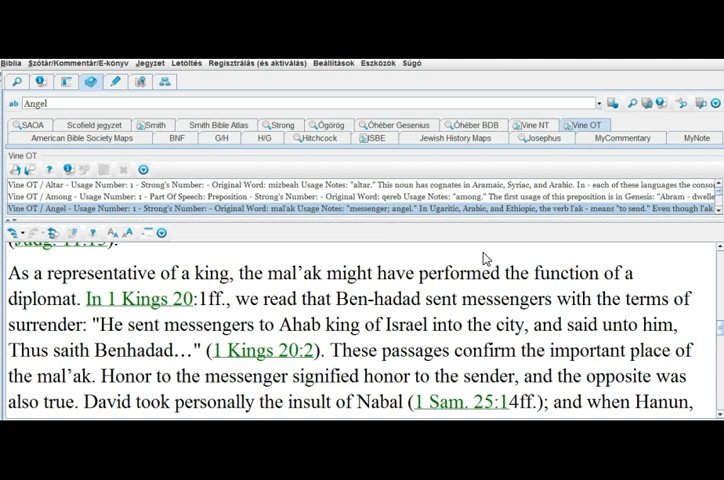 Biblia Szótár/Kommentár/E-könyv Jegyzet Letöltés Regisztrálás (és aktiválás) Beállítások Eszközök Súgó
ab Angel
SAOA Scofield jegyzet Smith Smith Bible Atlas Strong Ógörög Óhéber Gesenius Óhéber BDB Vine NT Vine OT
American Bible Society Maps BNF G/H H/G Hitchcock ISBE Jewish History Maps Josephus MyCommentary MyNote
Vine OT
Vine OT / Altar - Usage Number: 1 - Strong's Number: - Original Word: mizbeah Usage Notes: "altar." This noun has cognates in Aramaic, Syriac, and Arabic. In - each of these languages the conso
Vine OT / Among - Usage Number: 1 - Part Of Speech: Preposition - Strong's Number: - Original Word: qereb Usage Notes: "among." The first usage of this preposition is in Genesis: "Abram - dwelle
Vine OT / Angel - Usage Number: 1 - Strong's Number: - Original Word: mal'ak Usage Notes: "messenger; angel." In Ugaritic, Arabic, and Ethiopic, the verb l'ak - means "to send." Even though l'ak
(Judg. 11:13).
As a representative of a king, the mal’ak might have performed the function of a
diplomat. In 1 Kings 20:1ff., we read that Ben-hadad sent messengers with the terms of
surrender: "He sent messengers to Ahab king of Israel into the city, and said unto him,
Thus saith Benhadad…" (1 Kings 20:2). These passages confirm the important place of
the mal’ak. Honor to the messenger signified honor to the sender, and the opposite was
also true. David took personally the insult of Nabal (1 Sam. 25:14ff.); and when Hanun,